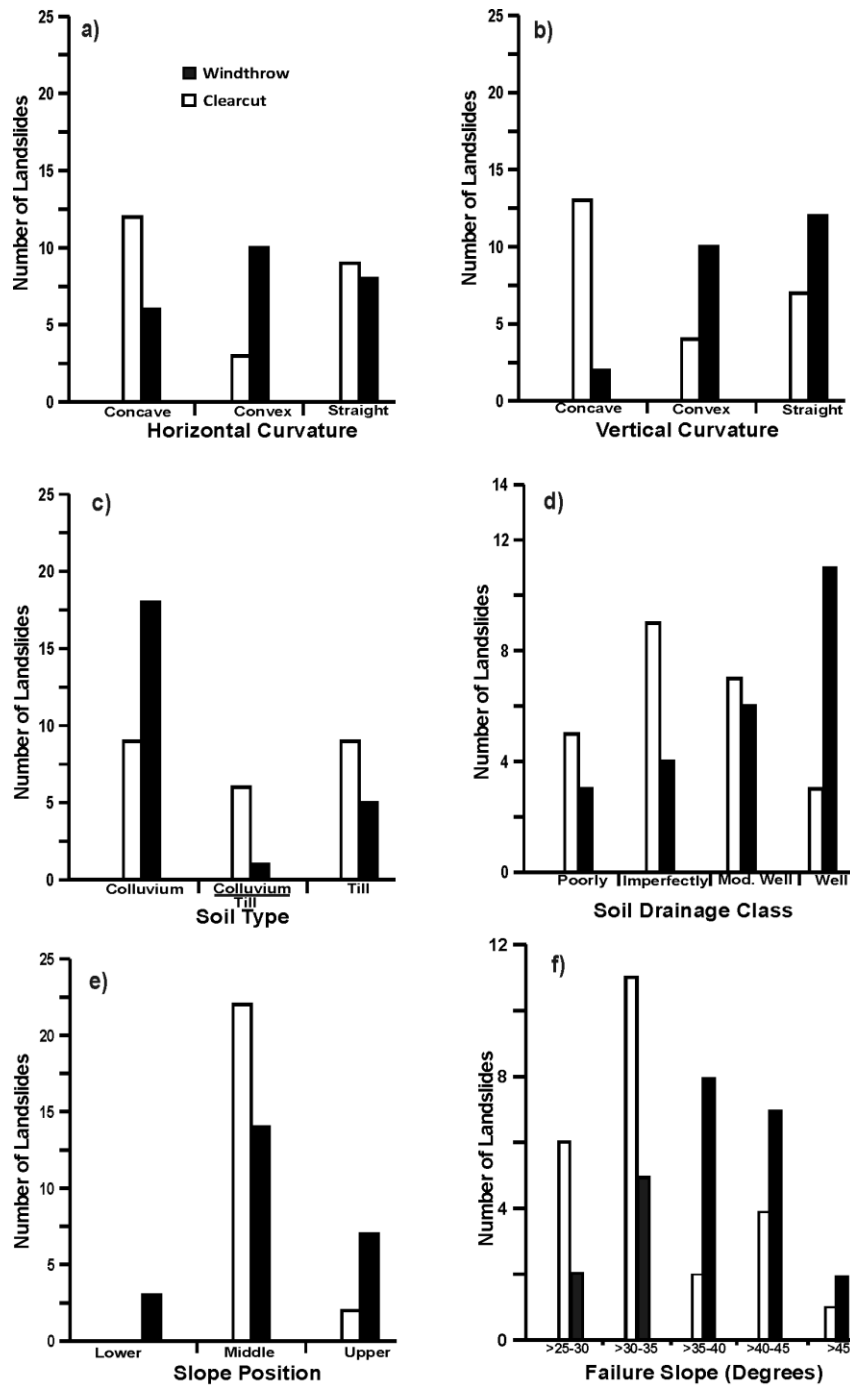 a)
Windthrow
Clearcut
Number of Landslides
25
20
15
10
5
0
Concave Convex Straight
Horizontal Curvature
b)
Number of Landslides
25
20
15
10
5
0
Concave Convex Straight
Vertical Curvature
c)
Number of Landslides
25
20
15
10
5
0
Colluvium Colluvium Till
Till
Soil Type
d)
Number of Landslides
14
12
8
4
0
Poorly Imperfectly Mod. Well Well
Soil Drainage Class
e)
Number of Landslides
25
20
15
10
5
0
Lower Middle Upper
Slope Position
f)
Number of Landslides
12
8
4
0
>25-30 >30-35 >35-40 >40-45 >45
Failure Slope (Degrees)